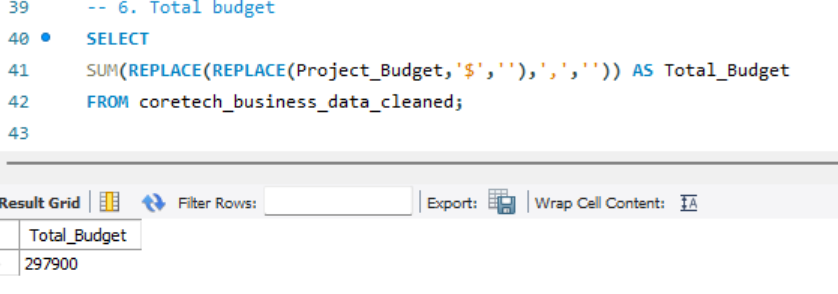 39 -- 6. Total budget
40 SELECT
41 SUM(REPLACE(REPLACE(Project_Budget,'$',''),',','')) AS Total_Budget
42 FROM coretech_business_data_cleaned;
43
Result Grid Filter Rows: Export: Wrap Cell Content: IA
Total_Budget
297900